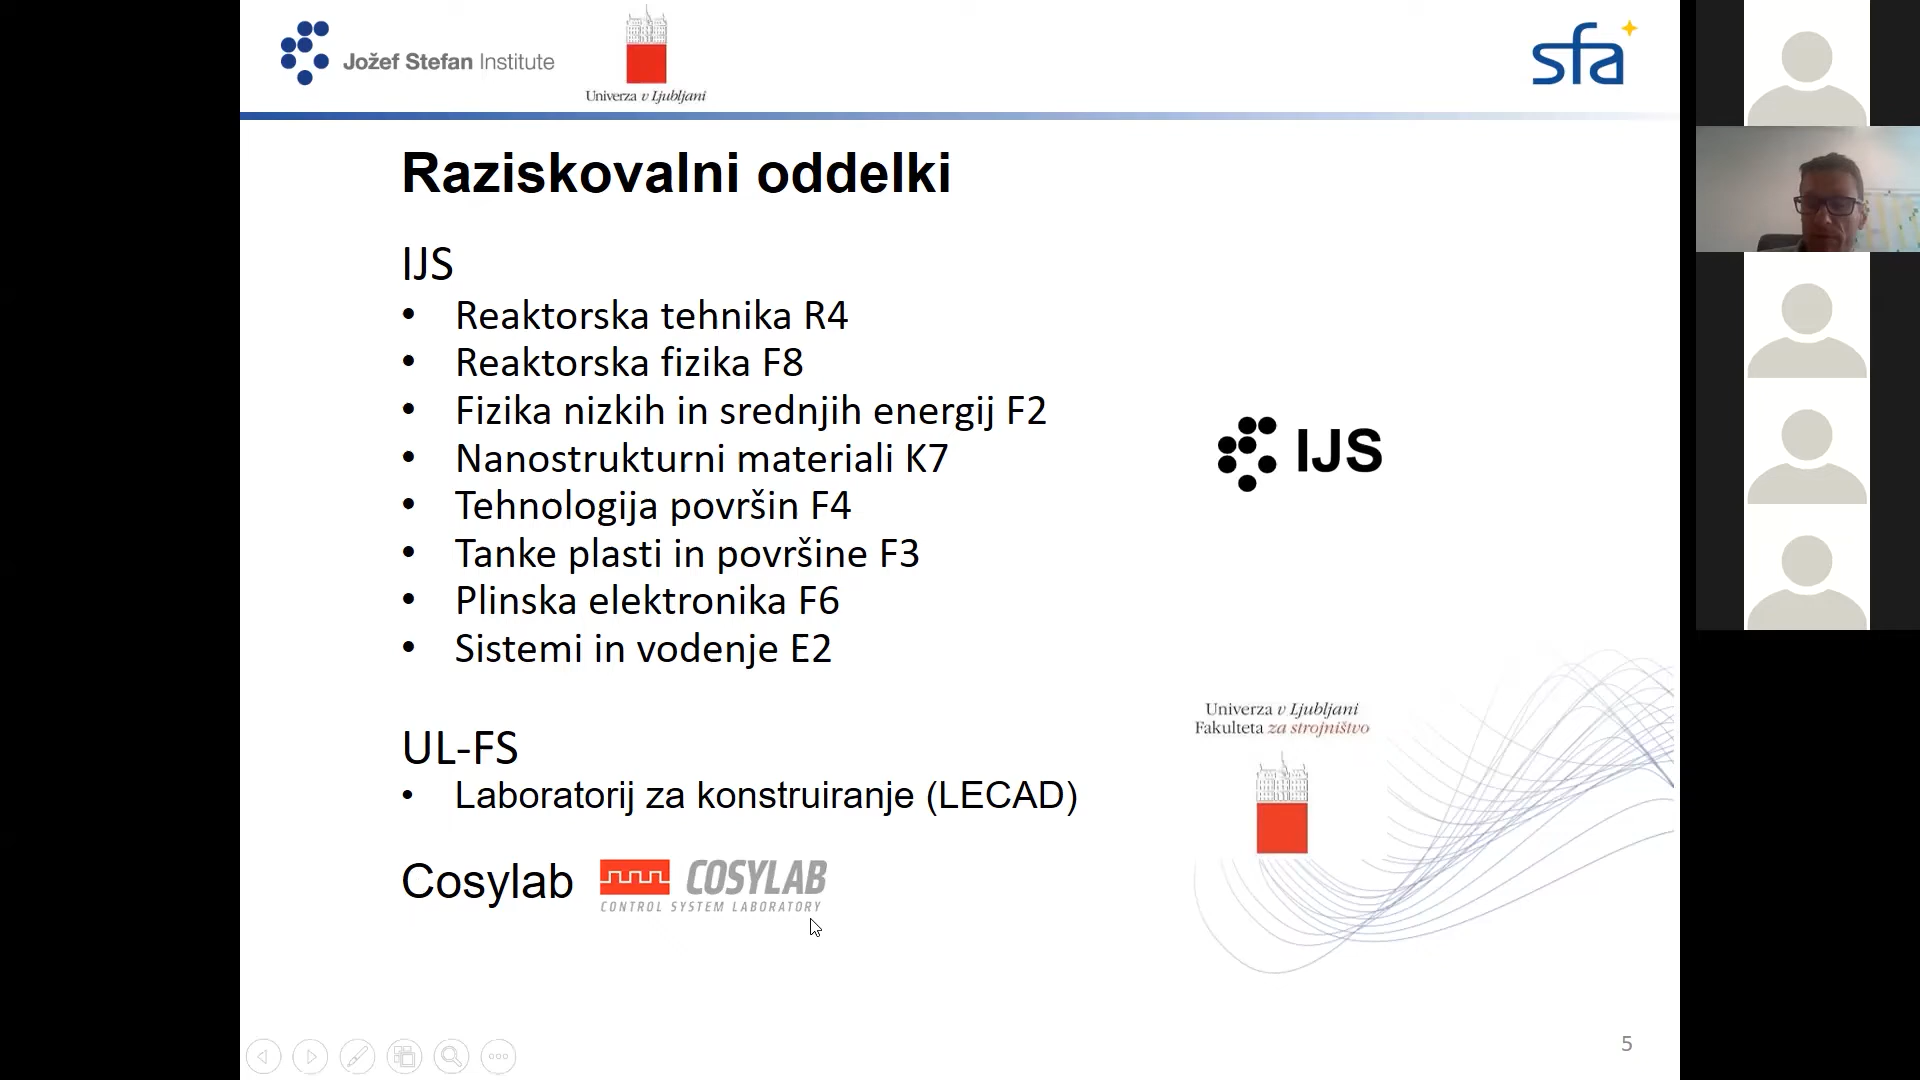 Jožef Stefan Institute
Univerza v Ljubljani
sfa
Raziskovalni oddelki
IJS
• Reaktorska tehnika R4
• Reaktorska fizika F8
• Fizika nizkih in srednjih energij F2
• Nanostrukturni materiali K7
• Tehnologija površin F4
• Tanke plasti in površine F3
• Plinska elektronika F6
• Sistemi in vodenje E2
IJS
UL-FS
• Laboratorij za konstruiranje (LECAD)
Univerza v Ljubljani
Fakulteta za strojništvo
Cosylab
COSYLAB
CONTROL SYSTEM LABORATORY
5